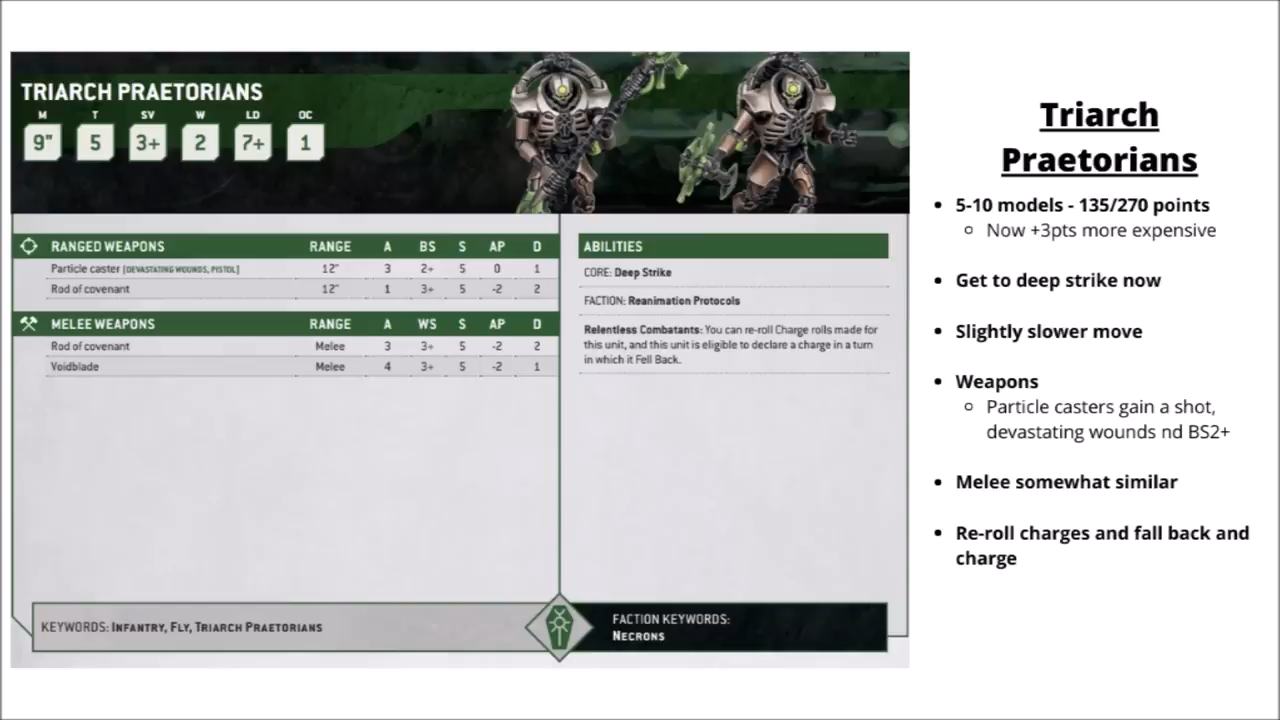 TRIARCH PRAETORIANS
M T SV W LD OC
9" 5 3+ 2 7+ 1
RANGED WEAPONS RANGE A BS S AP D
Particle caster [DEVASTATING WOUNDS, PISTOL] 12" 3 2+ 5 0 1
Rod of covenant 12" 1 3+ 5 -2 2
MELEE WEAPONS RANGE A WS S AP D
Rod of covenant Melee 3 3+ 5 -2 2
Voidblade Melee 4 3+ 5 -2 1
ABILITIES
CORE: Deep Strike
FACTION: Reanimation Protocols
Relentless Combatants: You can re-roll Charge rolls made for
this unit, and this unit is eligible to declare a charge in a turn
in which it Fell Back.
KEYWORDS: INFANTRY, FLY, TRIARCH PRAETORIANS
FACTION KEYWORDS:
NECRONS
Triarch
Praetorians
• 5-10 models - 135/270 points
○ Now +3pts more expensive
• Get to deep strike now
• Slightly slower move
• Weapons
○ Particle casters gain a shot,
devastating wounds nd BS2+
• Melee somewhat similar
• Re-roll charges and fall back and
charge